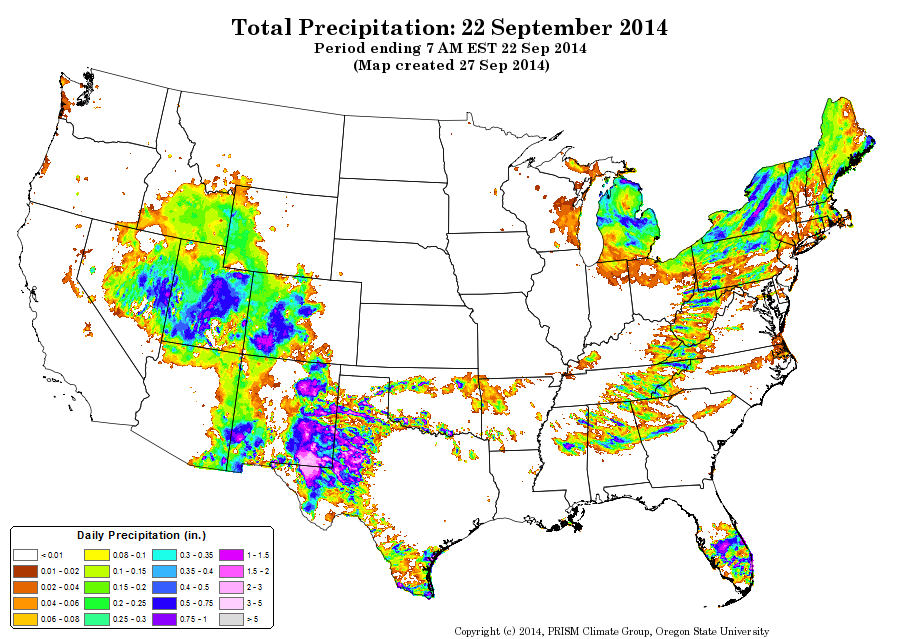 Total Precipitation: 22 September 2014
Period ending 7 AM EST 22 Sep 2014
(Map created 27 Sep 2014)
Daily Precipitation (in.)
< 0.01
0.01 - 0.02
0.02 - 0.04
0.04 - 0.06
0.06 - 0.08
0.08 - 0.1
0.1 - 0.15
0.15 - 0.2
0.2 - 0.25
0.25 - 0.3
0.3 - 0.35
0.35 - 0.4
0.4 - 0.5
0.5 - 0.75
0.75 - 1
1 - 1.5
1.5 - 2
2 - 3
3 - 5
> 5
Copyright (c) 2014, PRISM Climate Group, Oregon State University